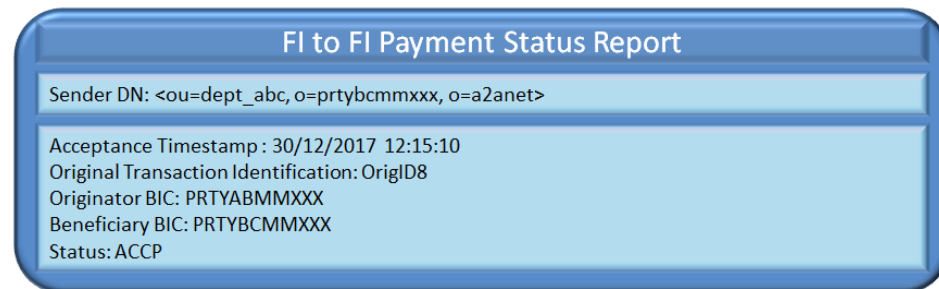 FI to FI Payment Status Report
Sender DN: <ou=dept_abc, o=prtybcmmxxx, o=a2anet>
Acceptance Timestamp : 30/12/2017 12:15:10
Original Transaction Identification: OrigID8
Originator BIC: PRTYABMMXXX
Beneficiary BIC: PRTYBCMMXXX
Status: ACCP